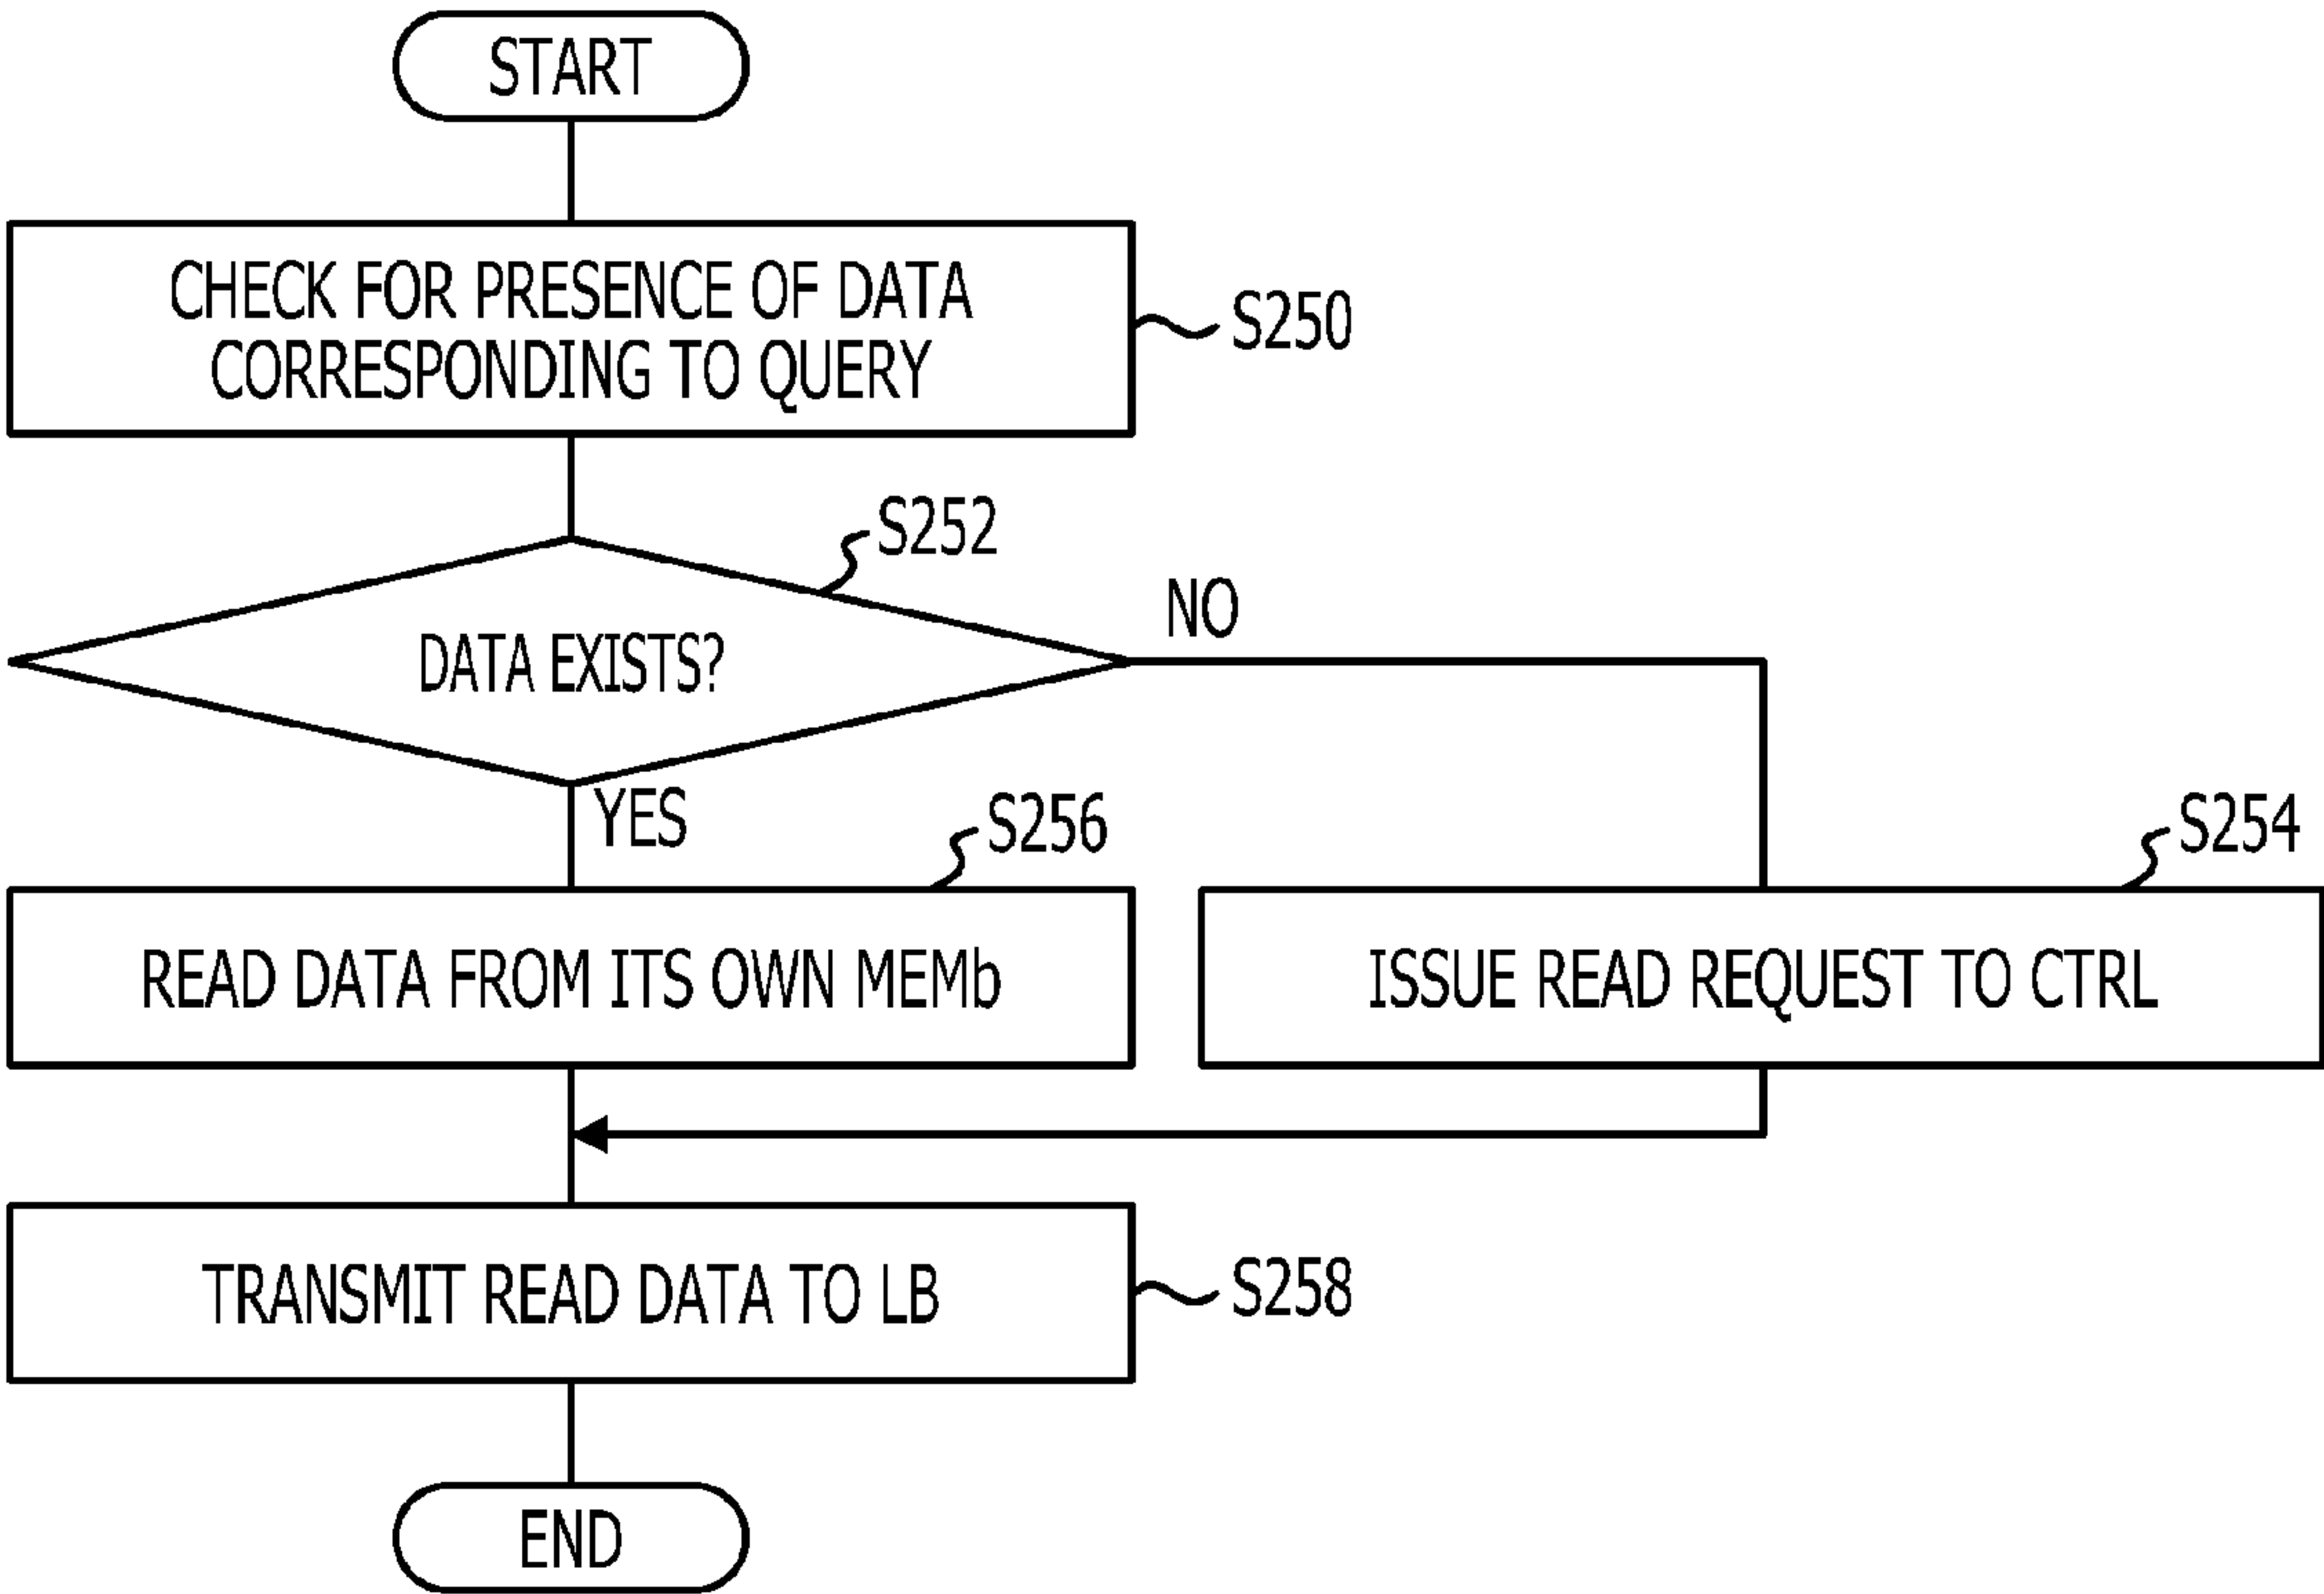 START
CHECK FOR PRESENCE OF DATA
CORRESPONDING TO QUERY
S250
S252
DATA EXISTS?
NO
YES
S256
S254
READ DATA FROM ITS OWN MEMb
ISSUE READ REQUEST TO CTRL
TRANSMIT READ DATA TO LB
S258
END